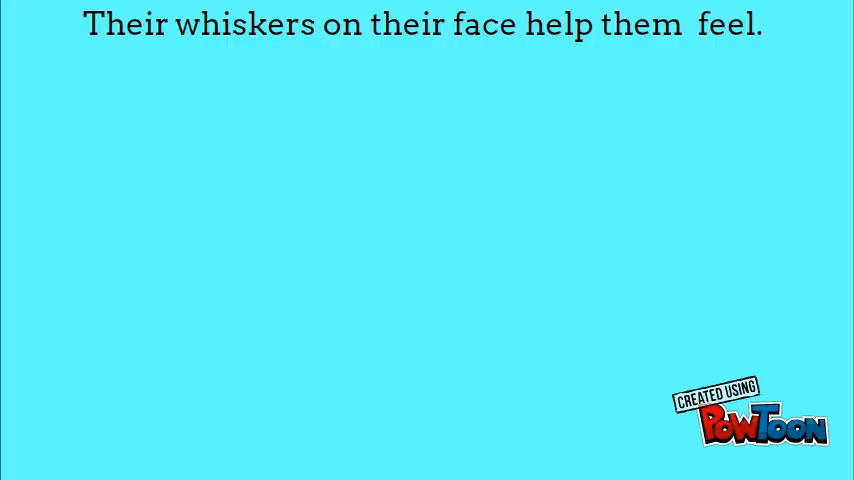 Their whiskers on their face help them  feel.
CREATED USING
POWTOON